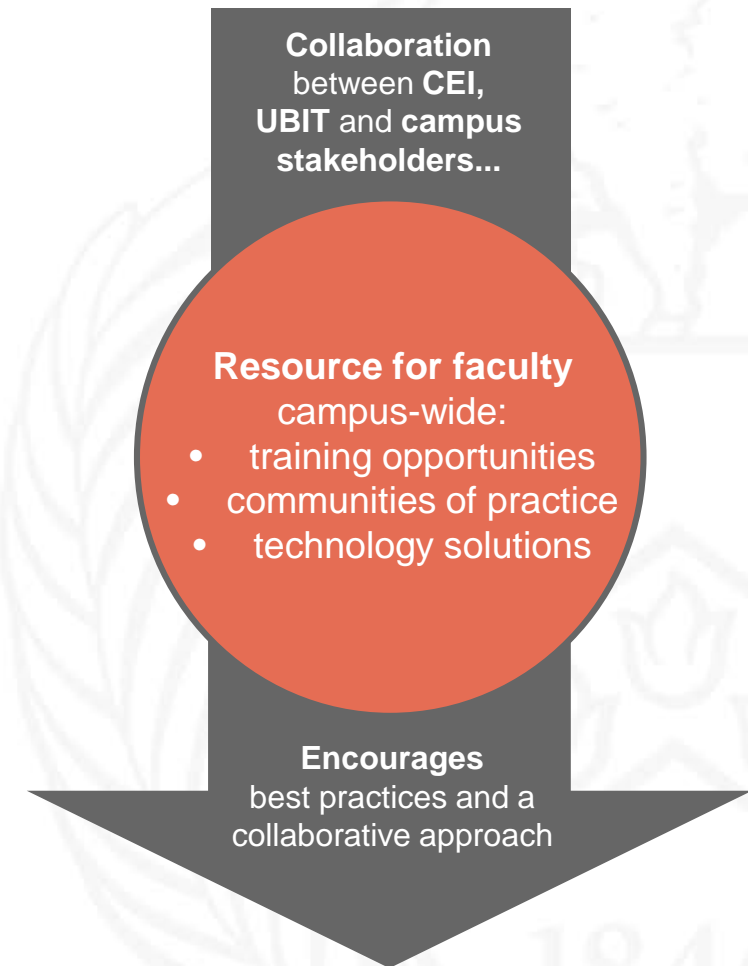 Collaboration
between CEI,
UBIT and campus
stakeholders...
Resource for faculty
campus-wide:
• training opportunities
• communities of practice
• technology solutions
Encourages
best practices and a
collaborative approach
184